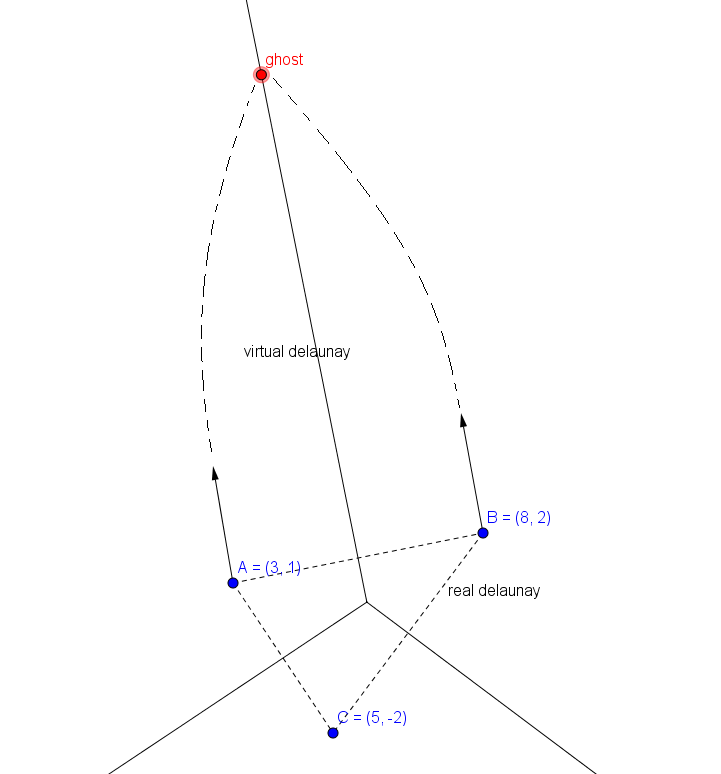 ghost
virtual delaunay
B = (8, 2)
A = (3, 1)
real delaunay
C = (5, -2)